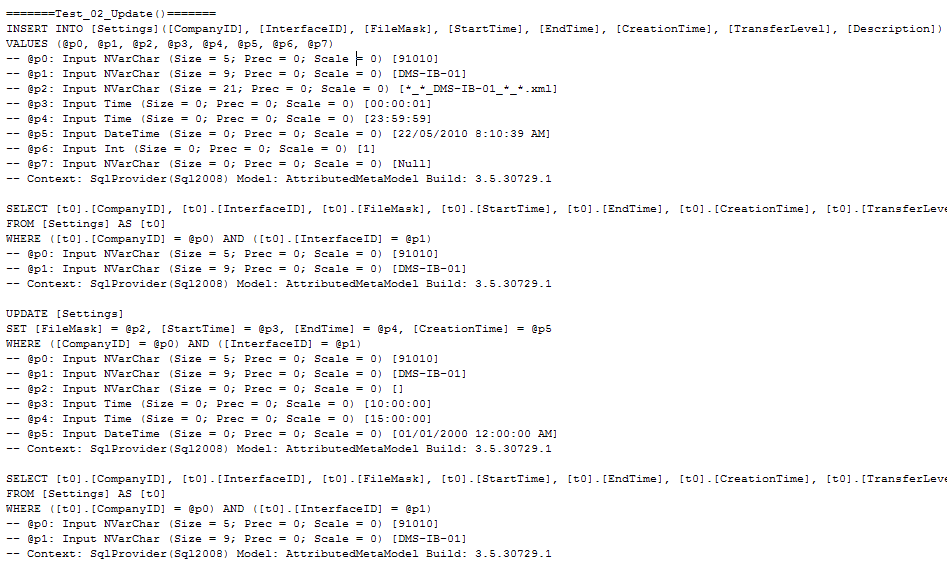 =======Test_02_Update()=======
INSERT INTO [Settings]([CompanyID], [InterfaceID], [FileMask], [StartTime], [EndTime], [CreationTime], [TransferLevel], [Description])
VALUES (@p0, @p1, @p2, @p3, @p4, @p5, @p6, @p7)
-- @p0: Input NVarChar (Size = 5; Prec = 0; Scale = 0) [91010]
-- @p1: Input NVarChar (Size = 9; Prec = 0; Scale = 0) [DMS-IB-01]
-- @p2: Input NVarChar (Size = 21; Prec = 0; Scale = 0) [*_*_DMS-IB-01_*_*.xml]
-- @p3: Input Time (Size = 0; Prec = 0; Scale = 0) [00:00:01]
-- @p4: Input Time (Size = 0; Prec = 0; Scale = 0) [23:59:59]
-- @p5: Input DateTime (Size = 0; Prec = 0; Scale = 0) [22/05/2010 8:10:39 AM]
-- @p6: Input Int (Size = 0; Prec = 0; Scale = 0) [1]
-- @p7: Input NVarChar (Size = 0; Prec = 0; Scale = 0) [Null]
-- Context: SqlProvider(Sql2008) Model: AttributedMetaModel Build: 3.5.30729.1
SELECT [t0].[CompanyID], [t0].[InterfaceID], [t0].[FileMask], [t0].[StartTime], [t0].[EndTime], [t0].[CreationTime], [t0].[TransferLeve
FROM [Settings] AS [t0]
WHERE ([t0].[CompanyID] = @p0) AND ([t0].[InterfaceID] = @p1)
-- @p0: Input NVarChar (Size = 5; Prec = 0; Scale = 0) [91010]
-- @p1: Input NVarChar (Size = 9; Prec = 0; Scale = 0) [DMS-IB-01]
-- Context: SqlProvider(Sql2008) Model: AttributedMetaModel Build: 3.5.30729.1
UPDATE [Settings]
SET [FileMask] = @p2, [StartTime] = @p3, [EndTime] = @p4, [CreationTime] = @p5
WHERE ([CompanyID] = @p0) AND ([InterfaceID] = @p1)
-- @p0: Input NVarChar (Size = 5; Prec = 0; Scale = 0) [91010]
-- @p1: Input NVarChar (Size = 9; Prec = 0; Scale = 0) [DMS-IB-01]
-- @p2: Input NVarChar (Size = 0; Prec = 0; Scale = 0) []
-- @p3: Input Time (Size = 0; Prec = 0; Scale = 0) [10:00:00]
-- @p4: Input Time (Size = 0; Prec = 0; Scale = 0) [15:00:00]
-- @p5: Input DateTime (Size = 0; Prec = 0; Scale = 0) [01/01/2000 12:00:00 AM]
-- Context: SqlProvider(Sql2008) Model: AttributedMetaModel Build: 3.5.30729.1
SELECT [t0].[CompanyID], [t0].[InterfaceID], [t0].[FileMask], [t0].[StartTime], [t0].[EndTime], [t0].[CreationTime], [t0].[TransferLeve
FROM [Settings] AS [t0]
WHERE ([t0].[CompanyID] = @p0) AND ([t0].[InterfaceID] = @p1)
-- @p0: Input NVarChar (Size = 5; Prec = 0; Scale = 0) [91010]
-- @p1: Input NVarChar (Size = 9; Prec = 0; Scale = 0) [DMS-IB-01]
-- Context: SqlProvider(Sql2008) Model: AttributedMetaModel Build: 3.5.30729.1